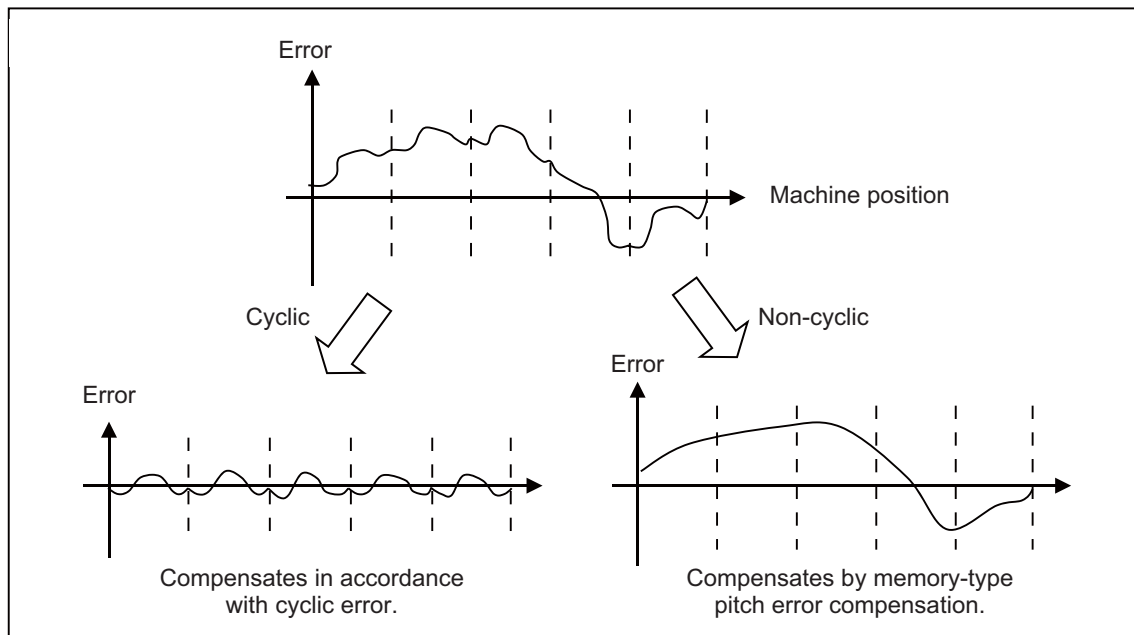 Error
Machine position
Cyclic
Non-cyclic
Error
Error
Compensates in accordance
with cyclic error.
Compensates by memory-type
pitch error compensation.